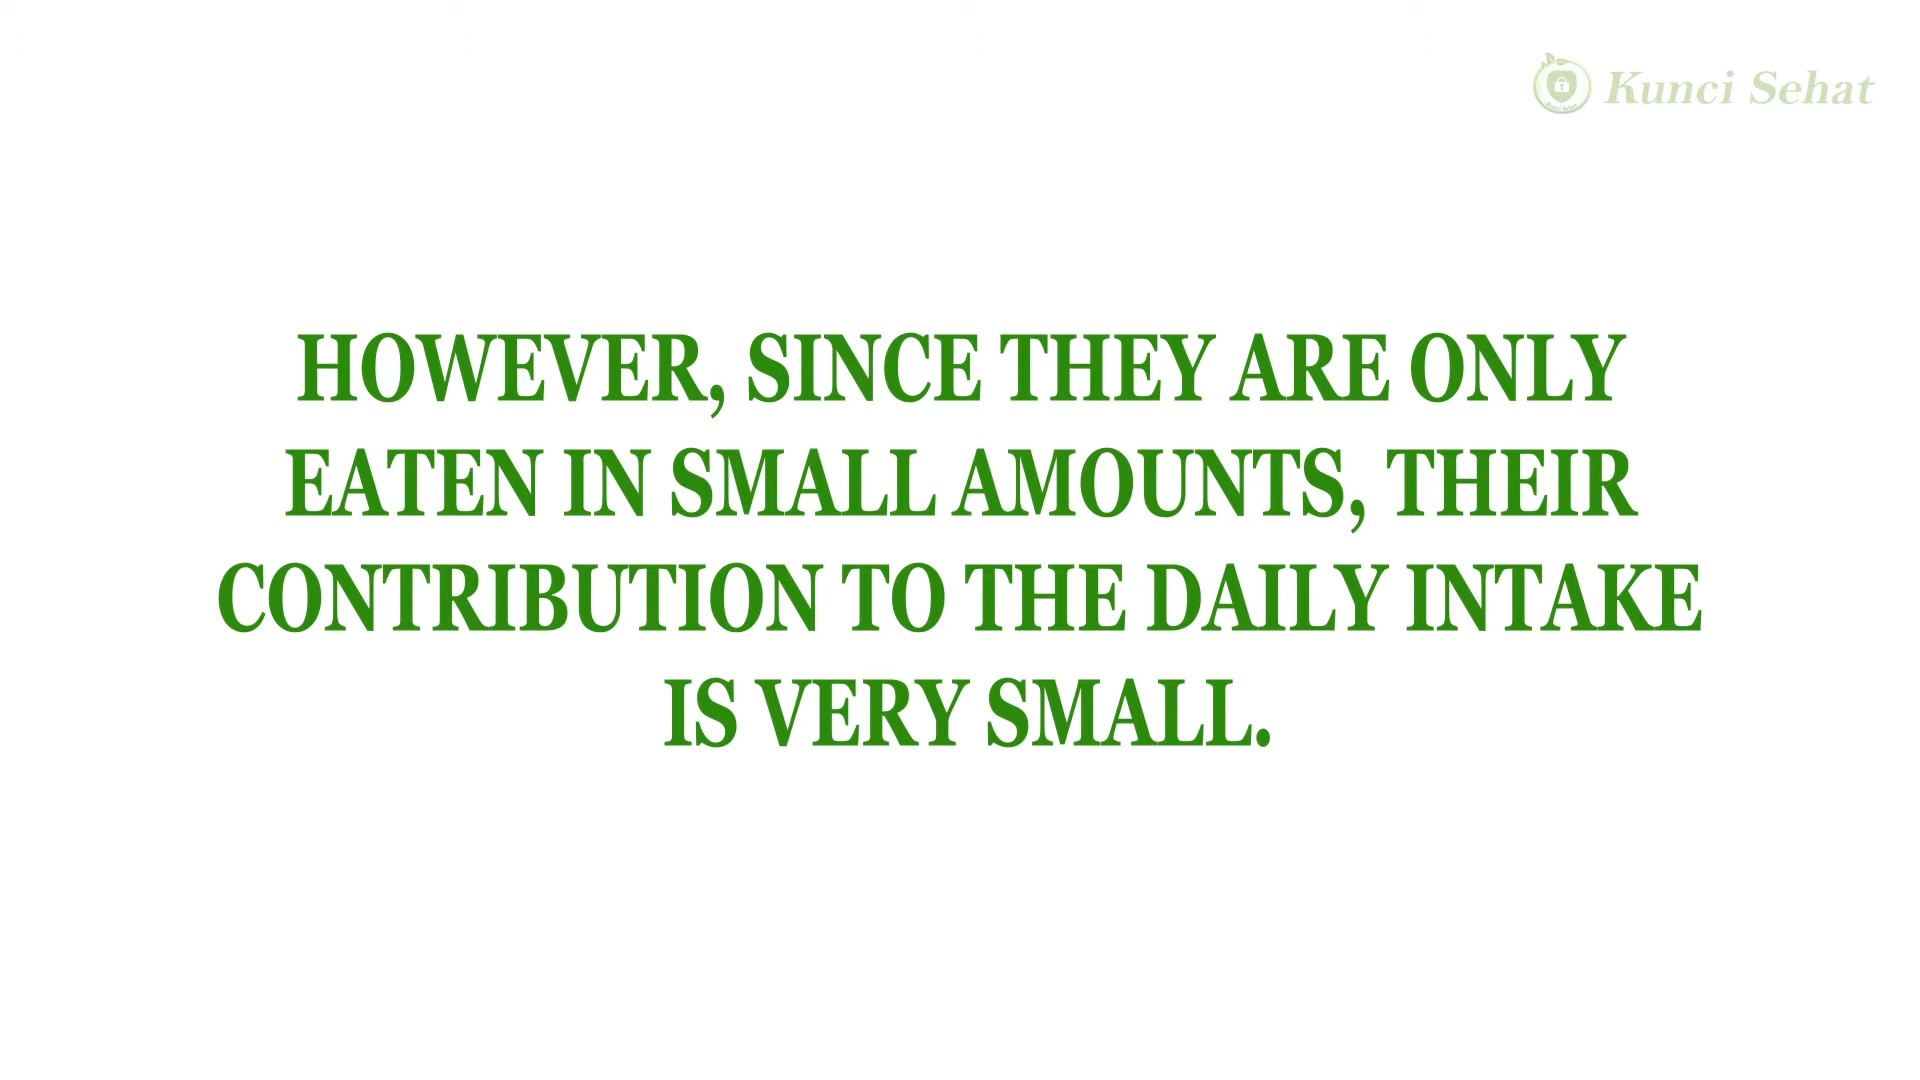 Kunci Sehat
HOWEVER, SINCE THEY ARE ONLY
EATEN IN SMALL AMOUNTS, THEIR
CONTRIBUTION TO THE DAILY INTAKE
IS VERY SMALL.